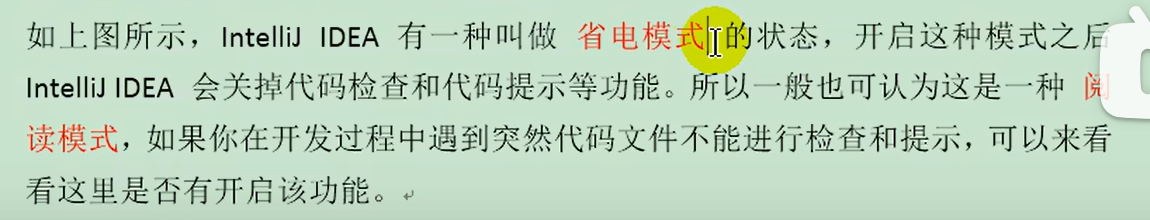 如上图所示，IntelliJ IDEA 有一种叫做 省电模式 的状态，开启这种模式之后
IntelliJ IDEA 会关掉代码检查和代码提示等功能。所以一般也可认为这是一种 阅
读模式，如果你在开发过程中遇到突然代码文件不能进行检查和提示，可以来看
看这里是否有开启该功能。